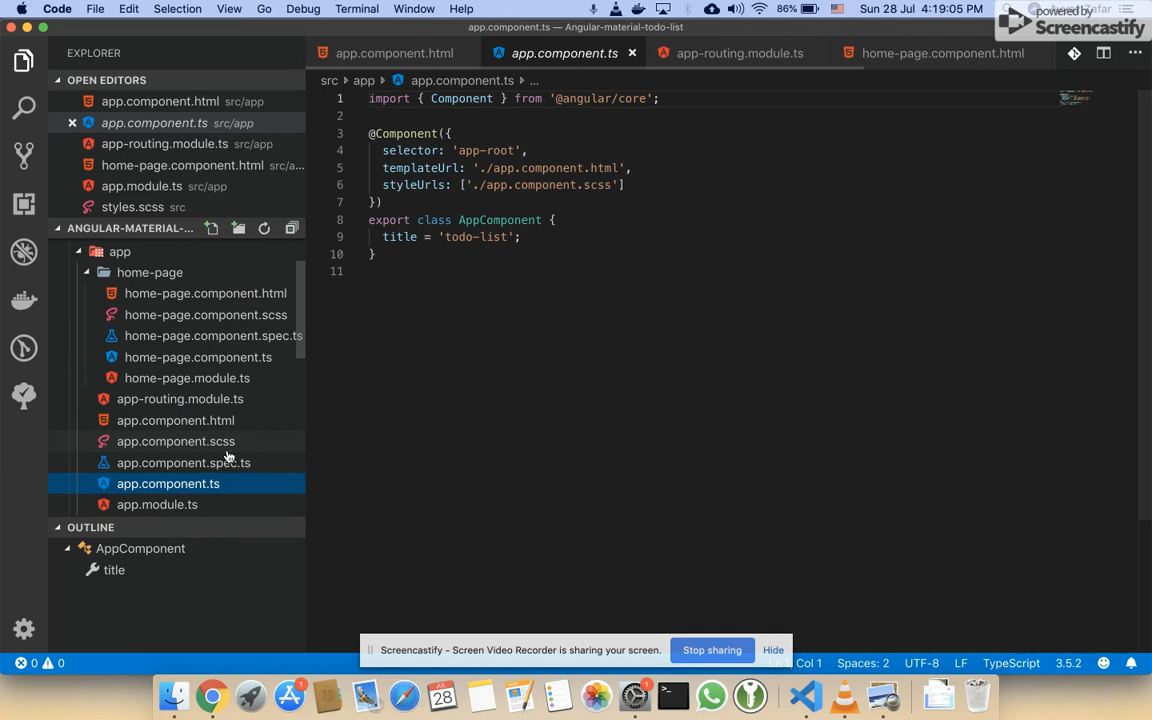 Code File Edit Selection View Go Debug Terminal Window Help 86% Sun 28 Jul 4:19:05 PM
powered by
Screencastify
app.component.ts — Angular-material-todo-list
EXPLORER
OPEN EDITORS
app.component.html src/app
app.component.ts src/app
app-routing.module.ts src/app
home-page.component.html src/a...
app.module.ts src/app
styles.scss src
ANGULAR-MATERIAL-...
app
home-page
home-page.component.html
home-page.component.scss
home-page.component.spec.ts
home-page.component.ts
home-page.module.ts
app-routing.module.ts
app.component.html
app.component.scss
app.component.spec.ts
app.component.ts
app.module.ts
OUTLINE
AppComponent
title
app.component.html app.component.ts app-routing.module.ts home-page.component.html
src app app.component.ts ...
1 import { Component } from '@angular/core';
2
3 @Component({
4 selector: 'app-root',
5 templateUrl: './app.component.html',
6 styleUrls: ['./app.component.scss']
7 })
8 export class AppComponent {
9 title = 'todo-list';
10 }
11
Screencastify - Screen Video Recorder is sharing your screen. Stop sharing Hide
0 0 Col 1 Spaces: 2 UTF-8 LF TypeScript 3.5.2
JUL
28
1
1